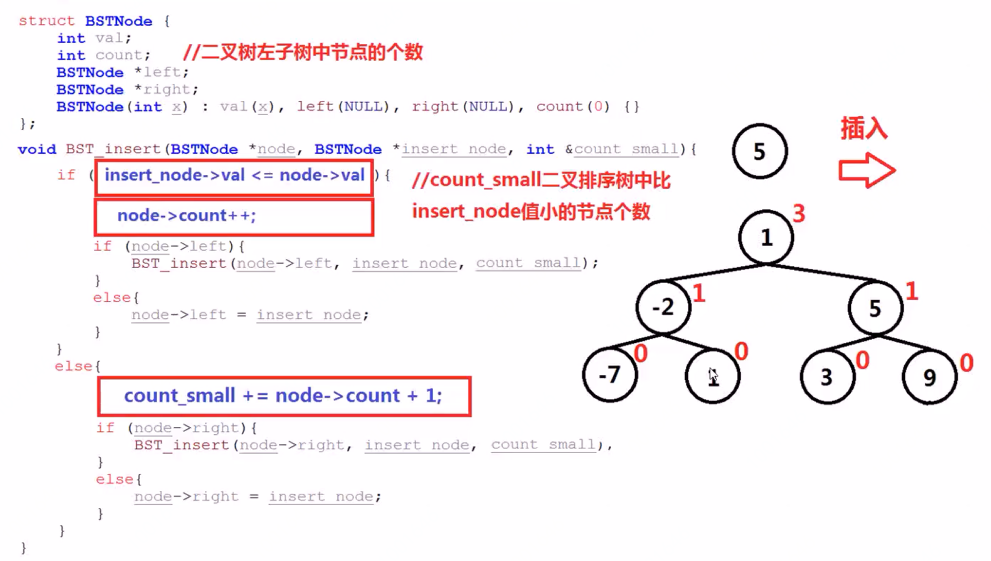 struct BSTNode {
int val;
int count; //二叉树左子树中节点的个数
BSTNode *left;
BSTNode *right;
BSTNode(int x) : val(x), left(NULL), right(NULL), count(0) {}
};
void BST_insert(BSTNode *node, BSTNode *insert_node, int &count_small){
if ( insert_node->val <= node->val ){
//count_small二叉排序树中比
insert_node值小的节点个数
node->count++;
if (node->left){
BST_insert(node->left, insert_node, count_small);
}
else{
node->left = insert_node;
}
}
else{
count_small += node->count + 1;
if (node->right){
BST_insert(node->right, insert_node, count_small),
}
else{
node->right = insert_node;
}
}
}
5
插入
1 3
-2 1 5 1
-7 0 1 0 3 0 9 0